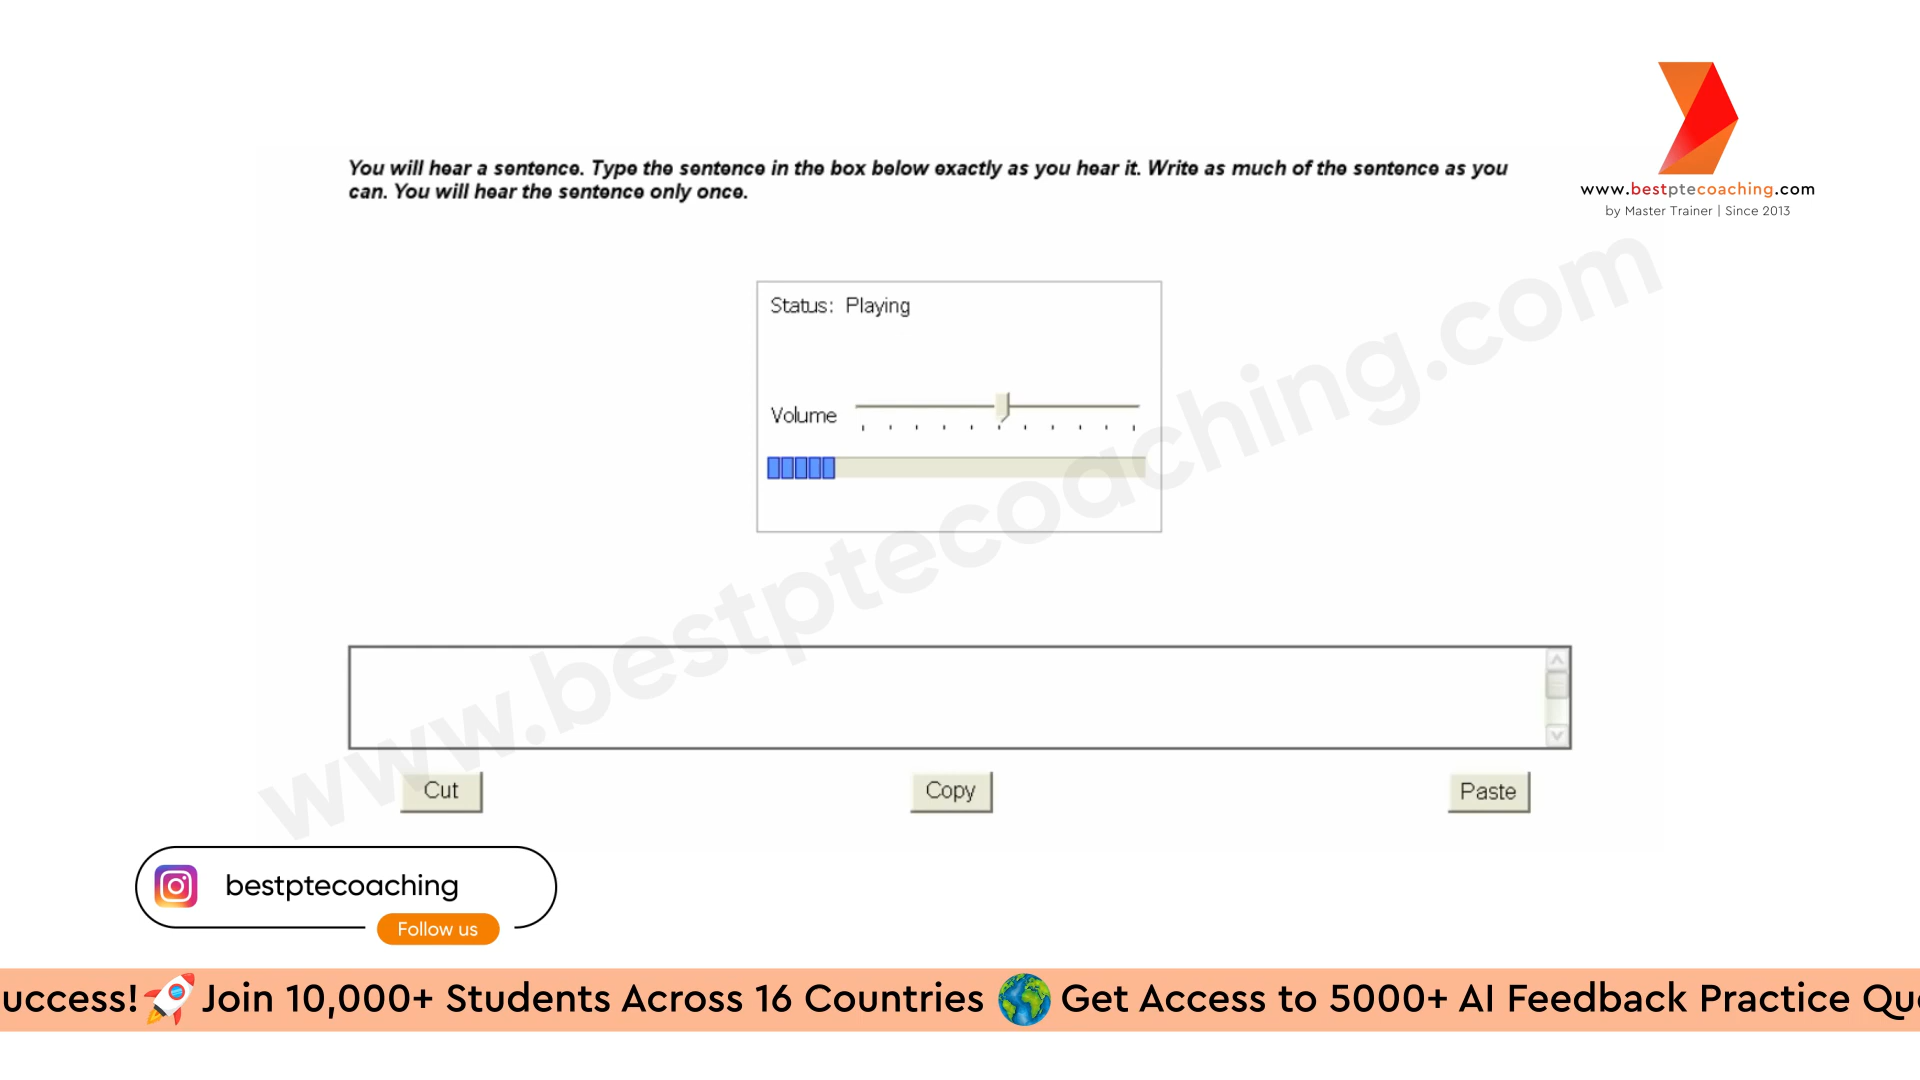 You will hear a sentence. Type the sentence in the box below exactly as you hear it. Write as much of the sentence as you
can. You will hear the sentence only once.
www.bestptecoaching.com
by Master Trainer | Since 2013
Status: Playing
Volume
www.bestptecoaching.com
Cut
Copy
Paste
bestptecoaching
Follow us
uccess! Join 10,000+ Students Across 16 Countries Get Access to 5000+ AI Feedback Practice